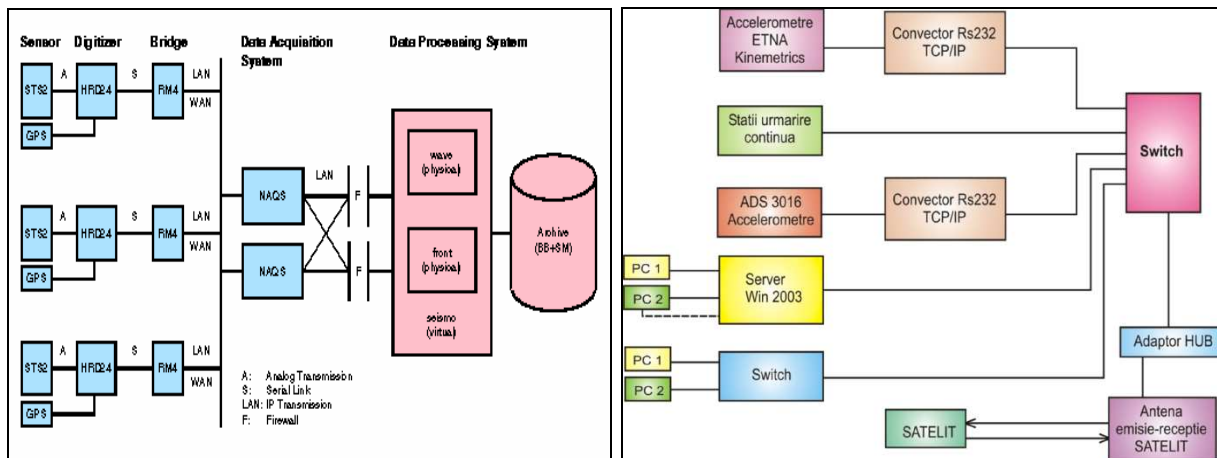 Sensor
Digitizer
Bridge
Data Acquisition
System
Data Processing System
A
S
LAN
STS2
HRD24
RM4
WAN
GPS
A
S
LAN
STS2
HRD24
RM4
WAN
GPS
A
S
LAN
STS2
HRD24
RM4
WAN
GPS
NAQS
NAQS
LAN
F
F
wave
(physical)
front
(physical)
seismo
(virtual)
Archive
(BB+SM)
A: Analog Transmission
S: Serial Link
LAN: IP Transmission
F: Firewall
Accelerometre
ETNA
Kinemetrics
Convector Rs232
TCP/IP
Statii urmarire
continua
Switch
ADS 3016
Accelerometre
Convector Rs232
TCP/IP
PC 1
PC 2
Server
Win 2003
PC 1
PC 2
Switch
Adaptor HUB
SATELIT
Antena
emisie-receptie
SATELIT